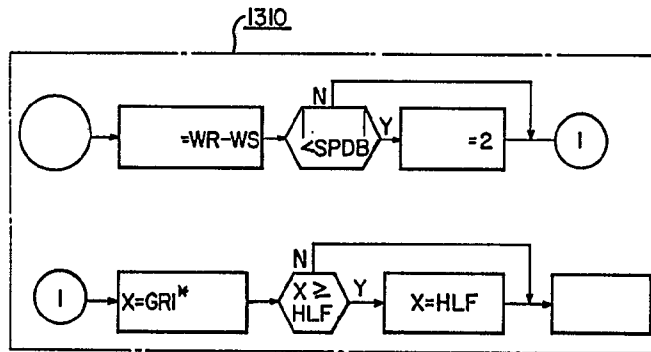 1310
=WR-WS
N
<SPDB
Y
=2
1
1
X=GRI*
N
X≥
HLF
Y
X=HLF